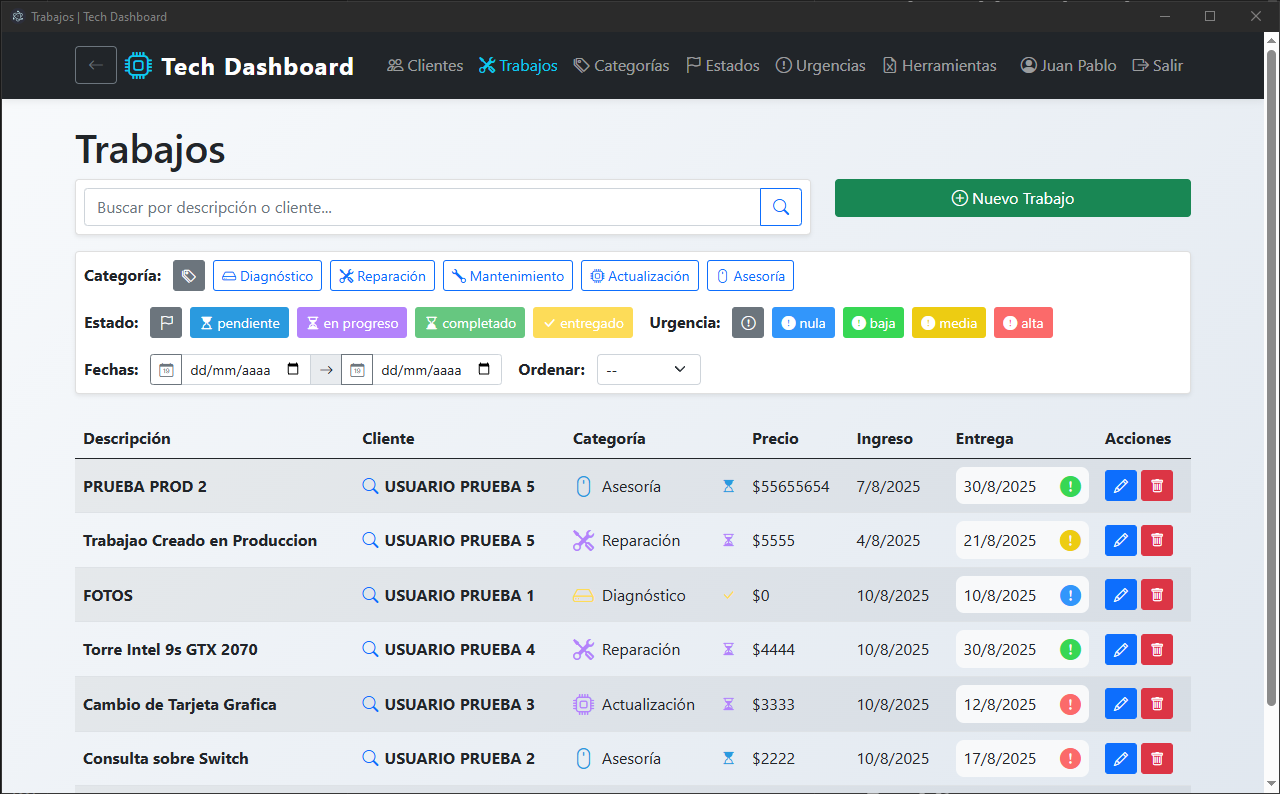 Trabajos | Tech Dashboard
Tech Dashboard Clientes Trabajos Categorías Estados Urgencias Herramientas Juan Pablo Salir
Trabajos
Buscar por descripción o cliente... Nuevo Trabajo
Categoría: Diagnóstico Reparación Mantenimiento Actualización Asesoría
Estado: pendiente en progreso completado entregado Urgencia: nula baja media alta
Fechas: 19 dd/mm/aaaa 19 dd/mm/aaaa Ordenar: --
Descripción Cliente Categoría Precio Ingreso Entrega Acciones
PRUEBA PROD 2 USUARIO PRUEBA 5 Asesoría $55655654 7/8/2025 30/8/2025
Trabajao Creado en Produccion USUARIO PRUEBA 5 Reparación $5555 4/8/2025 21/8/2025
FOTOS USUARIO PRUEBA 1 Diagnóstico $0 10/8/2025 10/8/2025
Torre Intel 9s GTX 2070 USUARIO PRUEBA 4 Reparación $4444 10/8/2025 30/8/2025
Cambio de Tarjeta Grafica USUARIO PRUEBA 3 Actualización $3333 10/8/2025 12/8/2025
Consulta sobre Switch USUARIO PRUEBA 2 Asesoría $2222 10/8/2025 17/8/2025